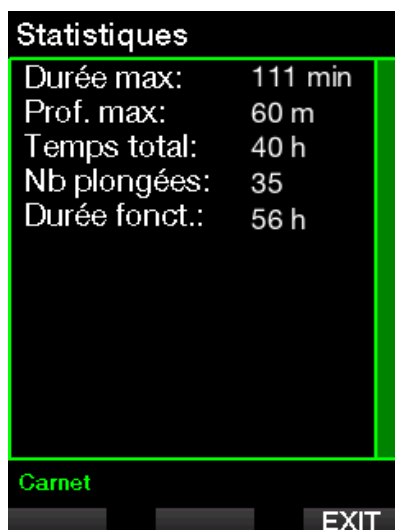 Statistiques
Durée max: 111 min
Prof. max: 60 m
Temps total: 40 h
Nb plongées: 35
Durée fonct.: 56 h
Carnet
EXIT